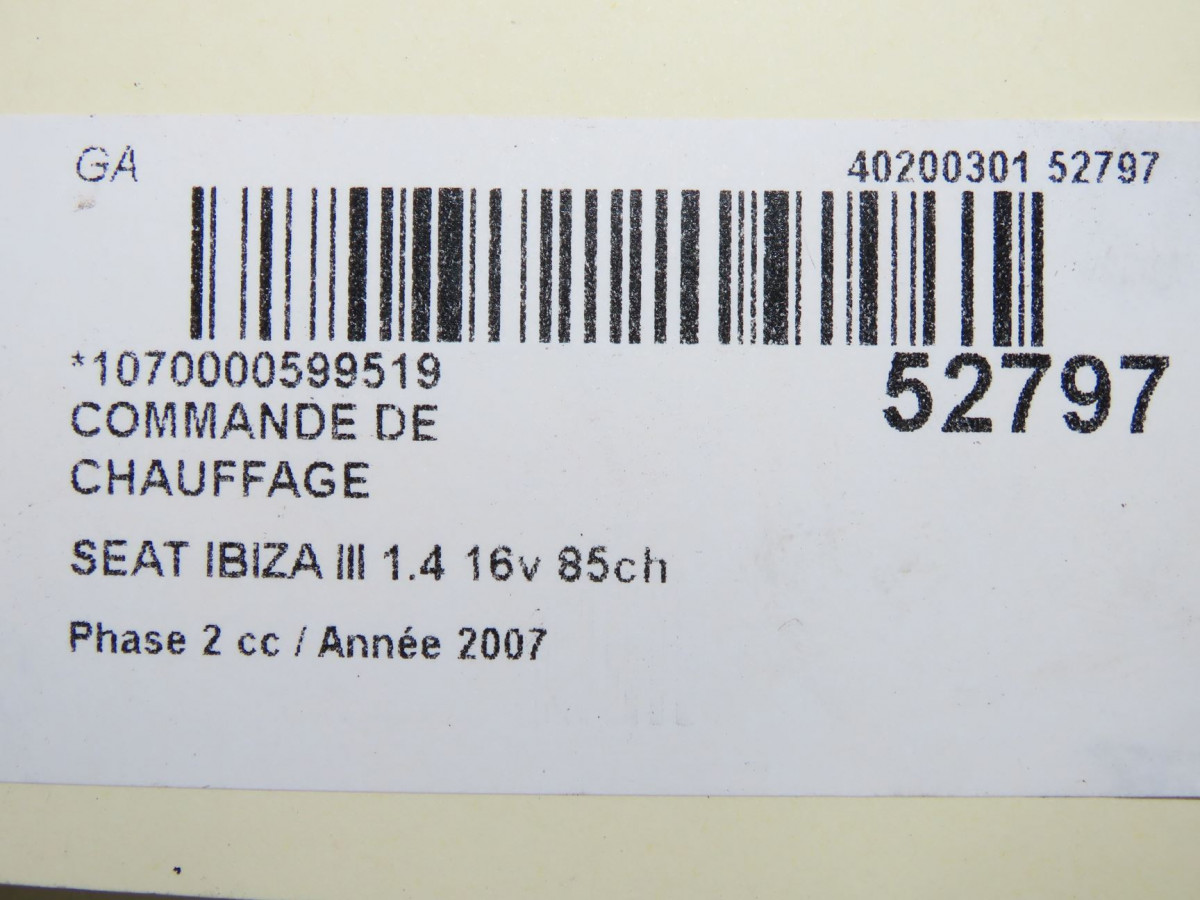 GA
40200301 52797
*1070000599519
52797
COMMANDE DE
CHAUFFAGE
SEAT IBIZA III 1.4 16v 85ch
Phase 2 cc / Année 2007